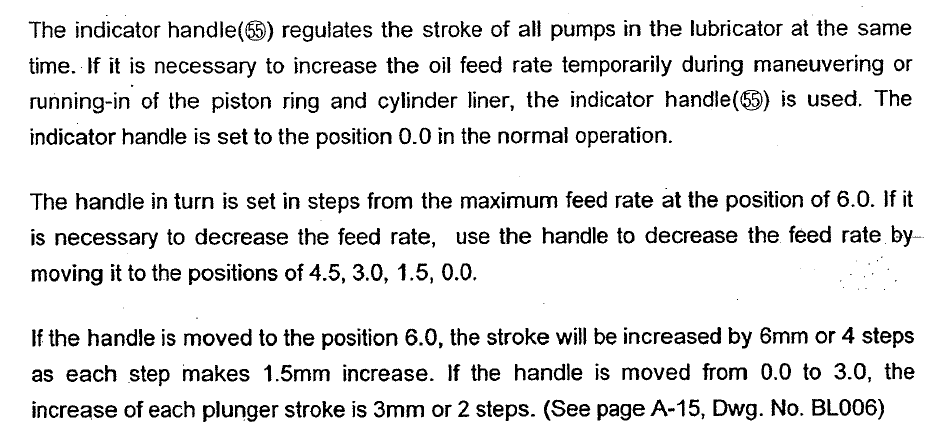 The indicator handle(㉟) regulates the stroke of all pumps in the lubricator at the same
time. If it is necessary to increase the oil feed rate temporarily during maneuvering or
running-in of the piston ring and cylinder liner, the indicator handle(55) is used. The
indicator handle is set to the position 0.0 in the normal operation.
The handle in turn is set in steps from the maximum feed rate at the position of 6.0. If it
is necessary to decrease the feed rate, use the handle to decrease the feed rate by
moving it to the positions of 4.5, 3.0, 1.5, 0.0.
If the handle is moved to the position 6.0, the stroke will be increased by 6mm or 4 steps
as each step makes 1.5mm increase. If the handle is moved from 0.0 to 3.0, the
increase of each plunger stroke is 3mm or 2 steps. (See page A-15, Dwg. No. BL006)